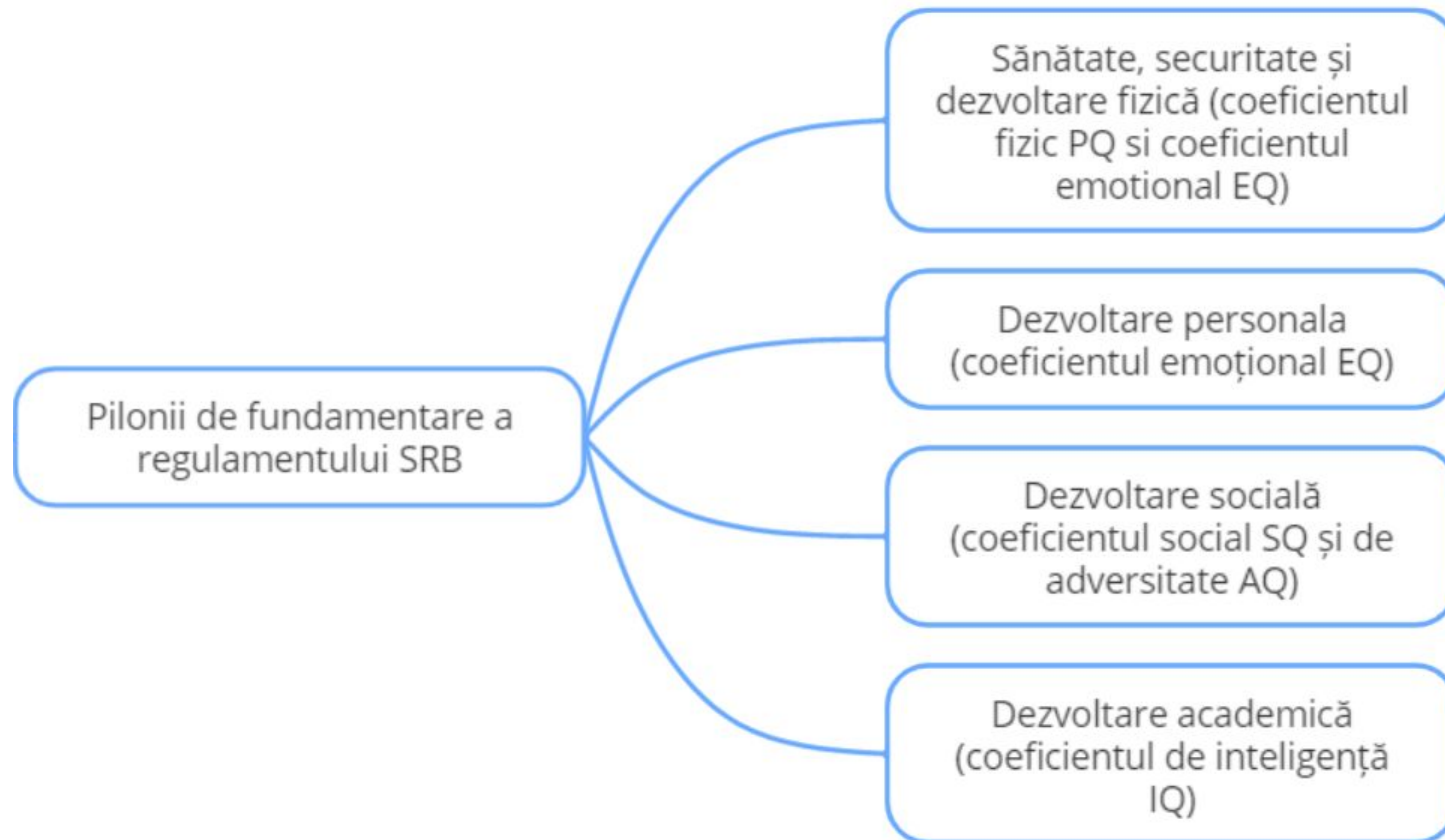 Sănătate, securitate și
dezvoltare fizică (coeficientul
fizic PQ si coeficientul
emotional EQ)
Dezvoltare personala
(coeficientul emoțional EQ)
Pilonii de fundamentare a
regulamentului SRB
Dezvoltare socială
(coeficientul social SQ și de
adversitate AQ)
Dezvoltare academică
(coeficientul de inteligență
IQ)